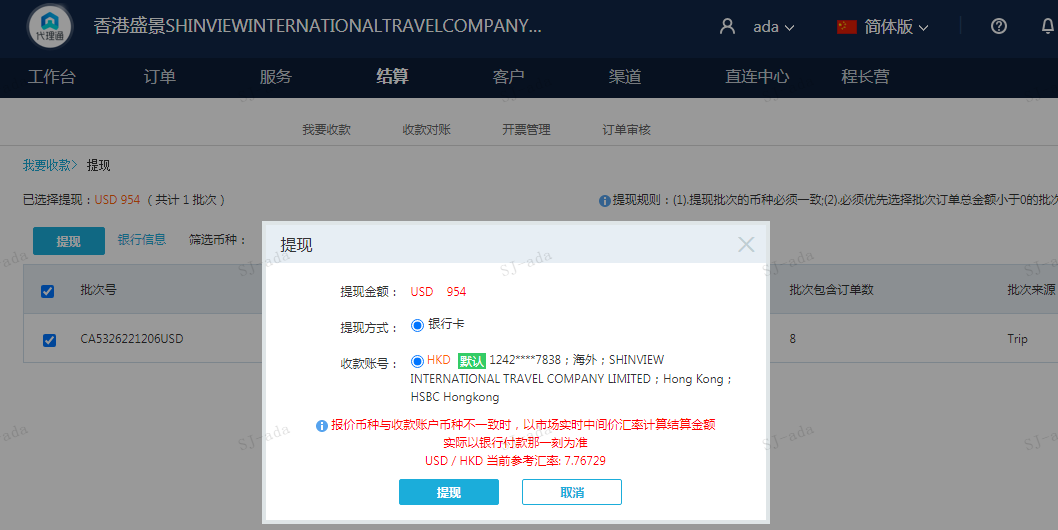 代理通
香港盛景SHINVIEWINTERNATIONALTRAVELCOMPANY...
ada
简体版
工作台 订单 服务 结算 客户 渠道 直连中心 程长营
我要收款 收款对账 开票管理 订单审核
我要收款> 提现
已选择提现：USD 954 （ 共计 1 批次 ）
提现规则：(1).提现批次的币种必须一致;(2).必须优先选择批次订单总金额小于0的批次
提现 银行信息 筛选币种：
批次号 批次包含订单数 批次来源
CA5326221206USD 8 Trip
提现
提现金额： USD 954
提现方式： 银行卡
收款账号： HKD 默认 1242****7838；海外；SHINVIEW
INTERNATIONAL TRAVEL COMPANY LIMITED；Hong Kong；
HSBC Hongkong
报价币种与收款账户币种不一致时，以市场实时中间价汇率计算结算金额
实际以银行付款那一刻为准
USD / HKD 当前参考汇率: 7.76729
提现 取消
SJ-ada
SJ-ada
SJ-ada
SJ-ada
SJ-ada